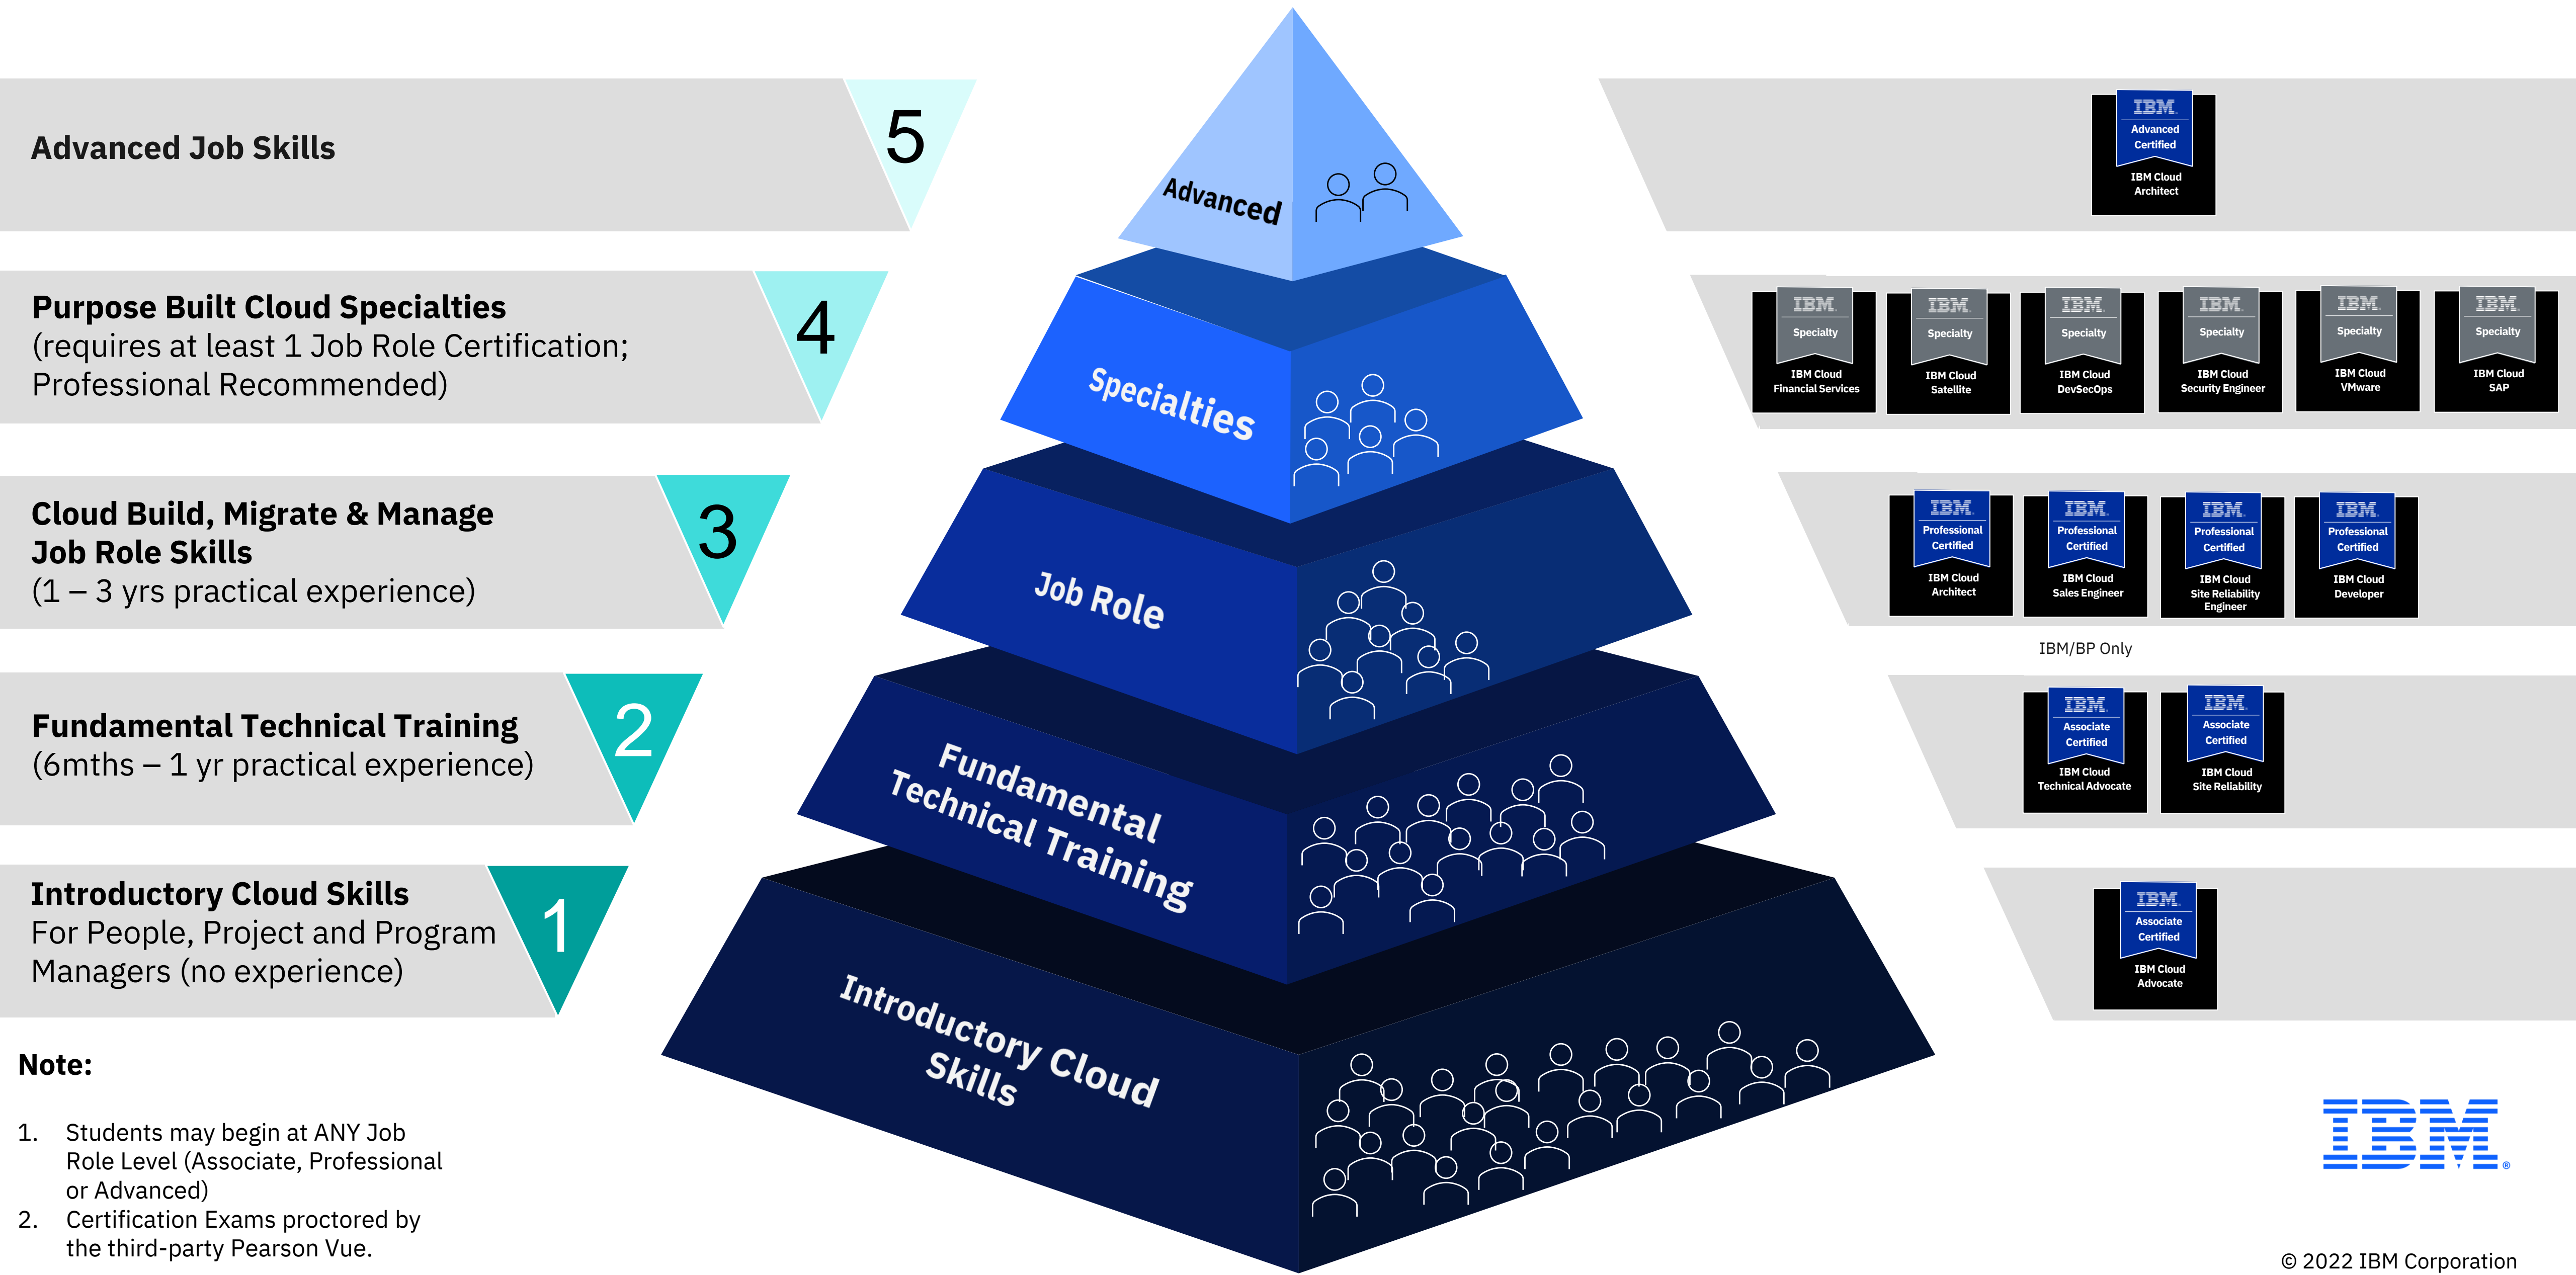 Advanced Job Skills
5
Advanced
IBM
Advanced
Certified
IBM Cloud
Architect
Purpose Built Cloud Specialties
(requires at least 1 Job Role Certification;
Professional Recommended)
4
Specialties
IBM
Specialty
IBM Cloud
Financial Services
IBM
Specialty
IBM Cloud
Satellite
IBM
Specialty
IBM Cloud
DevSecOps
IBM
Specialty
IBM Cloud
Security Engineer
IBM
Specialty
IBM Cloud
VMware
IBM
Specialty
IBM Cloud
SAP
Cloud Build, Migrate & Manage
Job Role Skills
(1 – 3 yrs practical experience)
3
Job Role
IBM
Professional
Certified
IBM Cloud
Architect
IBM
Professional
Certified
IBM Cloud
Sales Engineer
IBM
Professional
Certified
IBM Cloud
Site Reliability
Engineer
IBM
Professional
Certified
IBM Cloud
Developer
IBM/BP Only
Fundamental Technical Training
(6mths – 1 yr practical experience)
2
Fundamental
Technical Training
IBM
Associate
Certified
IBM Cloud
Technical Advocate
IBM
Associate
Certified
IBM Cloud
Site Reliability
Introductory Cloud Skills
For People, Project and Program
Managers (no experience)
1
Introductory Cloud
Skills
IBM
Associate
Certified
IBM Cloud
Advocate
Note:
1. Students may begin at ANY Job
Role Level (Associate, Professional
or Advanced)
2. Certification Exams proctored by
the third-party Pearson Vue.
IBM®
© 2022 IBM Corporation